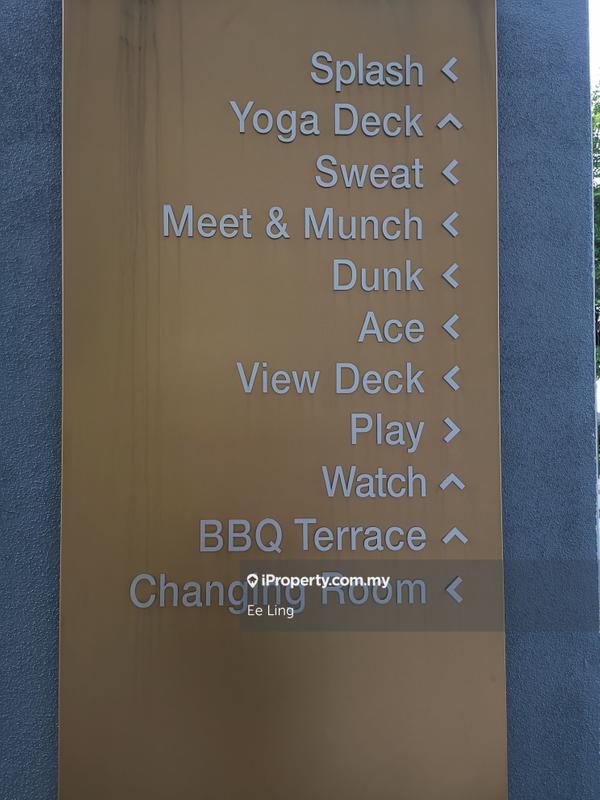 Splash <
Yoga Deck ^
Sweat <
Meet & Munch <
Dunk <
Ace <
View Deck <
Play >
Watch ^
BBQ Terrace ^
Changing Room <
iProperty.com.my
Ee Ling